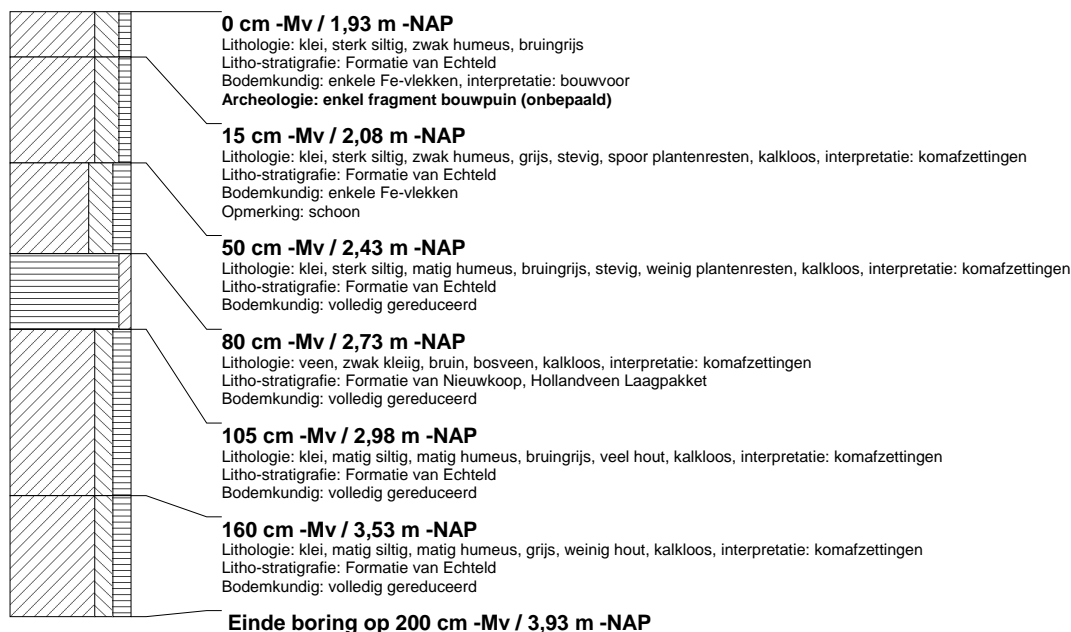 0 cm -Mv / 1,93 m -NAP
Lithologie: klei, sterk siltig, zwak humeus, bruingrijs
Litho-stratigrafie: Formatie van Echteld
Bodemkundig: enkele Fe-vlekken, interpretatie: bouwvoor
Archeologie: enkel fragment bouwpuin (onbepaald)
15 cm -Mv / 2,08 m -NAP
Lithologie: klei, sterk siltig, zwak humeus, grijs, stevig, spoor plantenresten, kalkloos, interpretatie: komafzettingen
Litho-stratigrafie: Formatie van Echteld
Bodemkundig: enkele Fe-vlekken
Opmerking: schoon
50 cm -Mv / 2,43 m -NAP
Lithologie: klei, sterk siltig, matig humeus, bruingrijs, stevig, weinig plantenresten, kalkloos, interpretatie: komafzettingen
Litho-stratigrafie: Formatie van Echteld
Bodemkundig: volledig gereduceerd
80 cm -Mv / 2,73 m -NAP
Lithologie: veen, zwak kleiig, bruin, bosveen, kalkloos, interpretatie: komafzettingen
Litho-stratigrafie: Formatie van Nieuwkoop, Hollandveen Laagpakket
Bodemkundig: volledig gereduceerd
105 cm -Mv / 2,98 m -NAP
Lithologie: klei, matig siltig, matig humeus, bruingrijs, veel hout, kalkloos, interpretatie: komafzettingen
Litho-stratigrafie: Formatie van Echteld
Bodemkundig: volledig gereduceerd
160 cm -Mv / 3,53 m -NAP
Lithologie: klei, matig siltig, matig humeus, grijs, weinig hout, kalkloos, interpretatie: komafzettingen
Litho-stratigrafie: Formatie van Echteld
Bodemkundig: volledig gereduceerd
Einde boring op 200 cm -Mv / 3,93 m -NAP